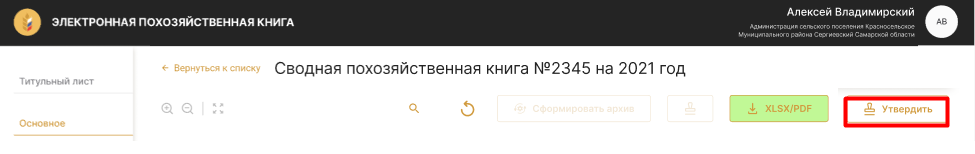 ЭЛЕКТРОННАЯ ПОХОЗЯЙСТВЕННАЯ КНИГА
Алексей Владимирский
Администрация сельского поселения Красносельское
Муниципального района Сергиевский Самарской области
АВ
Титульный лист
Основное
← Вернуться к списку
Сводная похозяйственная книга №2345 на 2021 год
Сформировать архив
XLSX/PDF
Утвердить